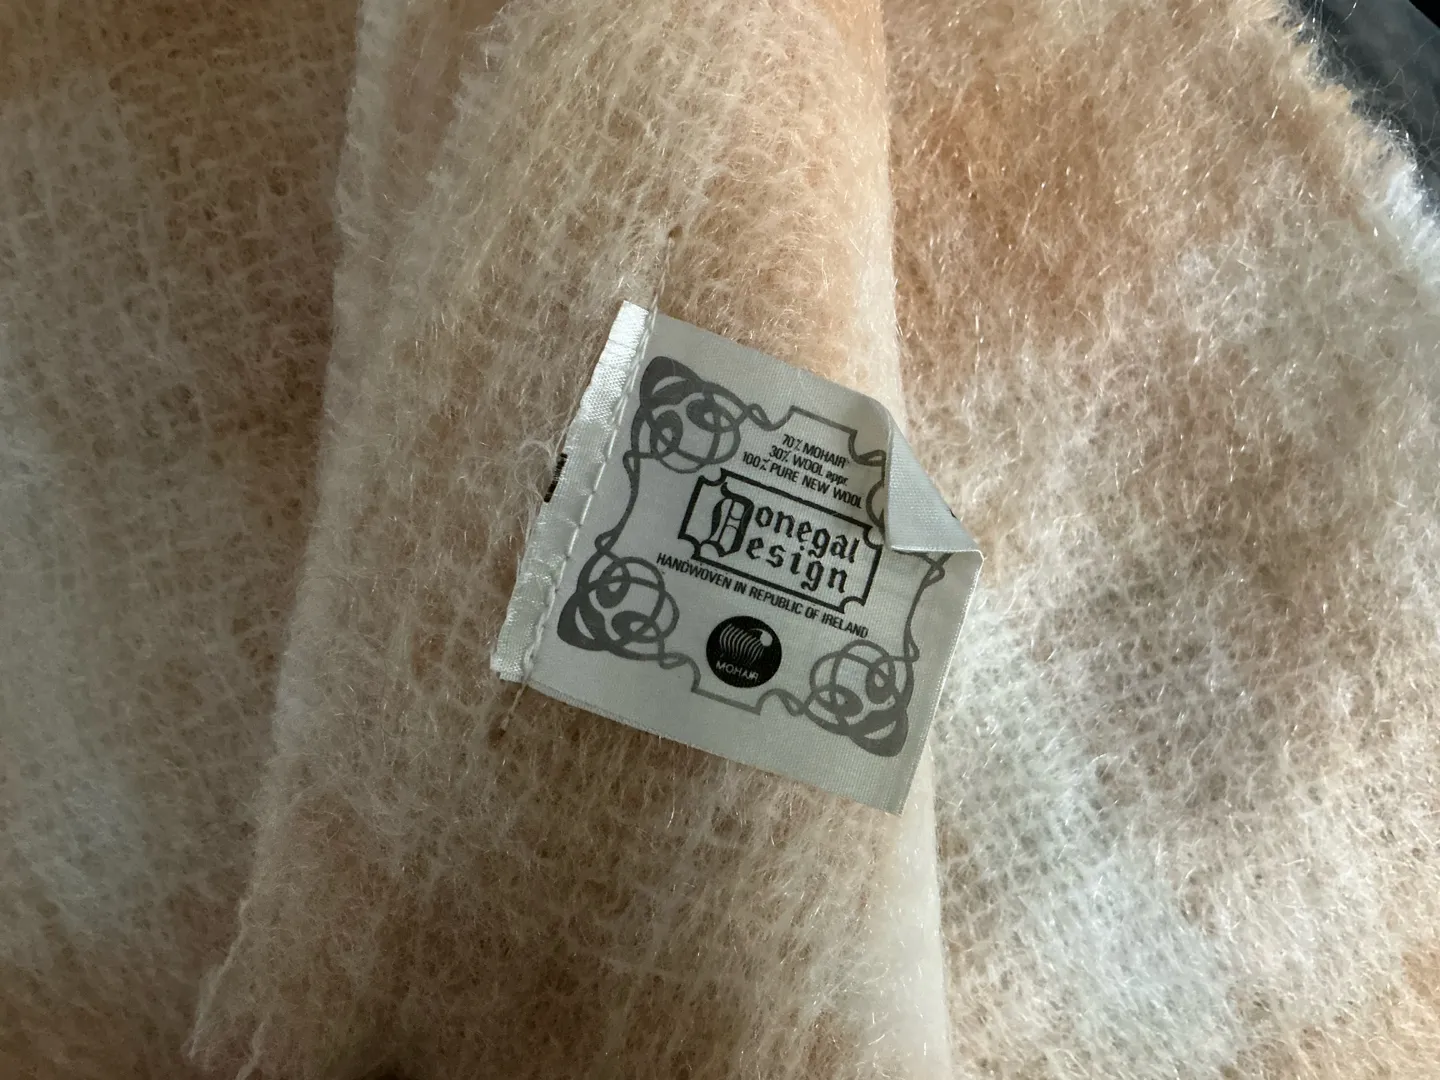 70% MOHAIR
30% WOOL appr.
100% PURE NEW WOOL
Donegal
Design
HANDWOVEN IN REPUBLIC OF IRELAND
MOHAIR